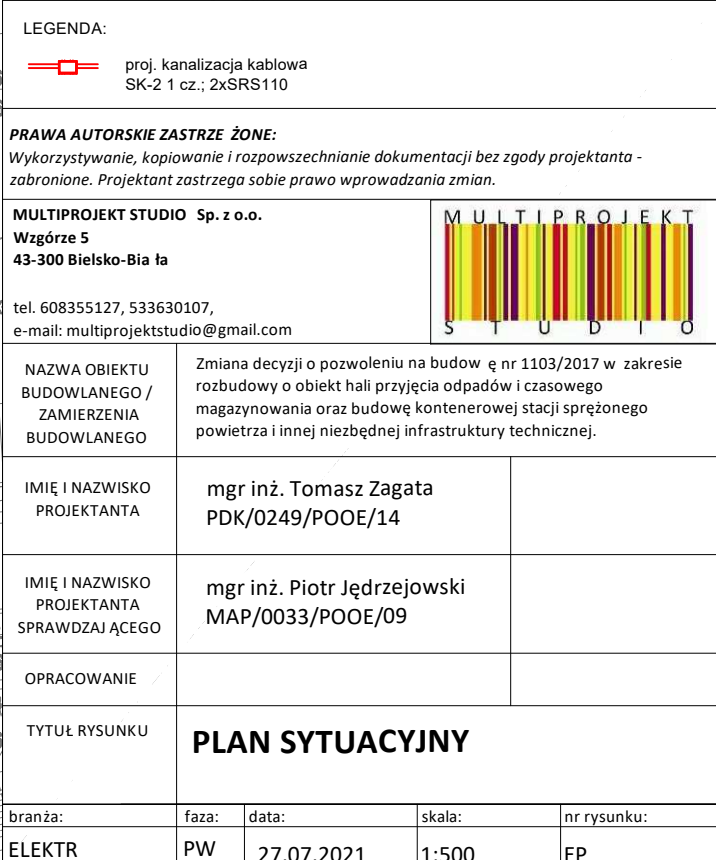 LEGENDA:
proj. kanalizacja kablowa
SK-2 1 cz.; 2xSRS110
PRAWA AUTORSKIE ZASTRZE ŻONE:
Wykorzystywanie, kopiowanie i rozpowszechnianie dokumentacji bez zgody projektanta -
zabronione. Projektant zastrzega sobie prawo wprowadzania zmian.
MULTIPROJEKT STUDIO Sp. z o.o.
Wzgórze 5
43-300 Bielsko-Bia ła
tel. 608355127, 533630107,
e-mail: multiprojektstudio@gmail.com
MULTIPROJEKT
STUDIO
NAZWA OBIEKTU
BUDOWLANEGO /
ZAMIERZENIA
BUDOWLANEGO
Zmiana decyzji o pozwoleniu na budow ę nr 1103/2017 w zakresie
rozbudowy o obiekt hali przyjęcia odpadów i czasowego
magazynowania oraz budowę kontenerowej stacji sprężonego
powietrza i innej niezbędnej infrastruktury technicznej.
IMIĘ I NAZWISKO
PROJEKTANTA
mgr inż. Tomasz Zagata
PDK/0249/POOE/14
IMIĘ I NAZWISKO
PROJEKTANTA
SPRAWDZAJ ĄCEGO
mgr inż. Piotr Jędrzejowski
MAP/0033/POOE/09
OPRACOWANIE
TYTUŁ RYSUNKU
PLAN SYTUACYJNY
branża: faza: data: skala: nr rysunku:
ELEKTR PW 27.07.2021 1:500 EP